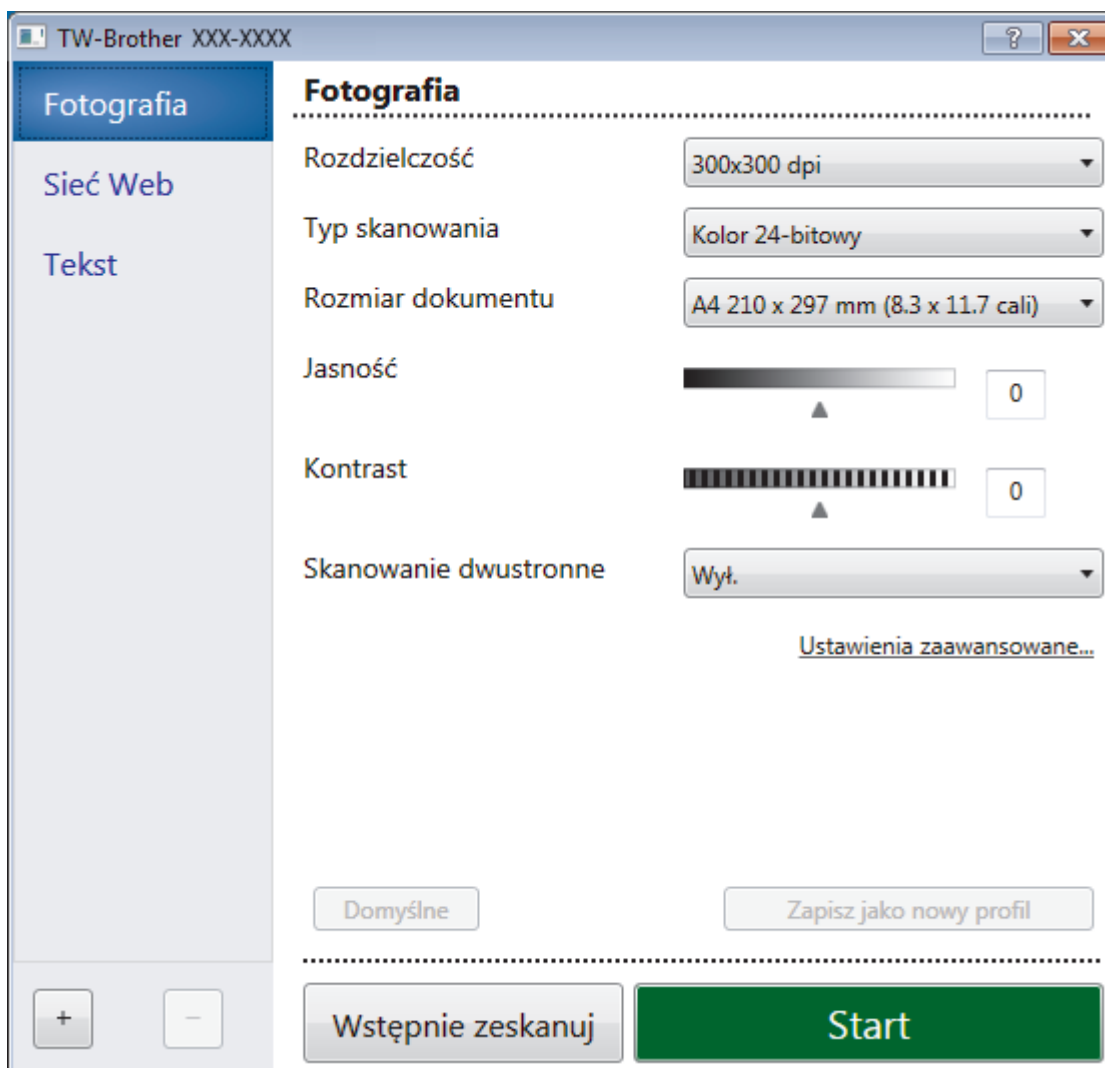 TW-Brother XXX-XXXX
Fotografia
Sieć Web
Tekst
Fotografia
Rozdzielczość
300x300 dpi
Typ skanowania
Kolor 24-bitowy
Rozmiar dokumentu
A4 210 x 297 mm (8.3 x 11.7 cali)
Jasność
0
Kontrast
0
Skanowanie dwustronne
Wył.
Ustawienia zaawansowane...
Domyślne
Zapisz jako nowy profil
+
−
Wstępnie zeskanuj
Start